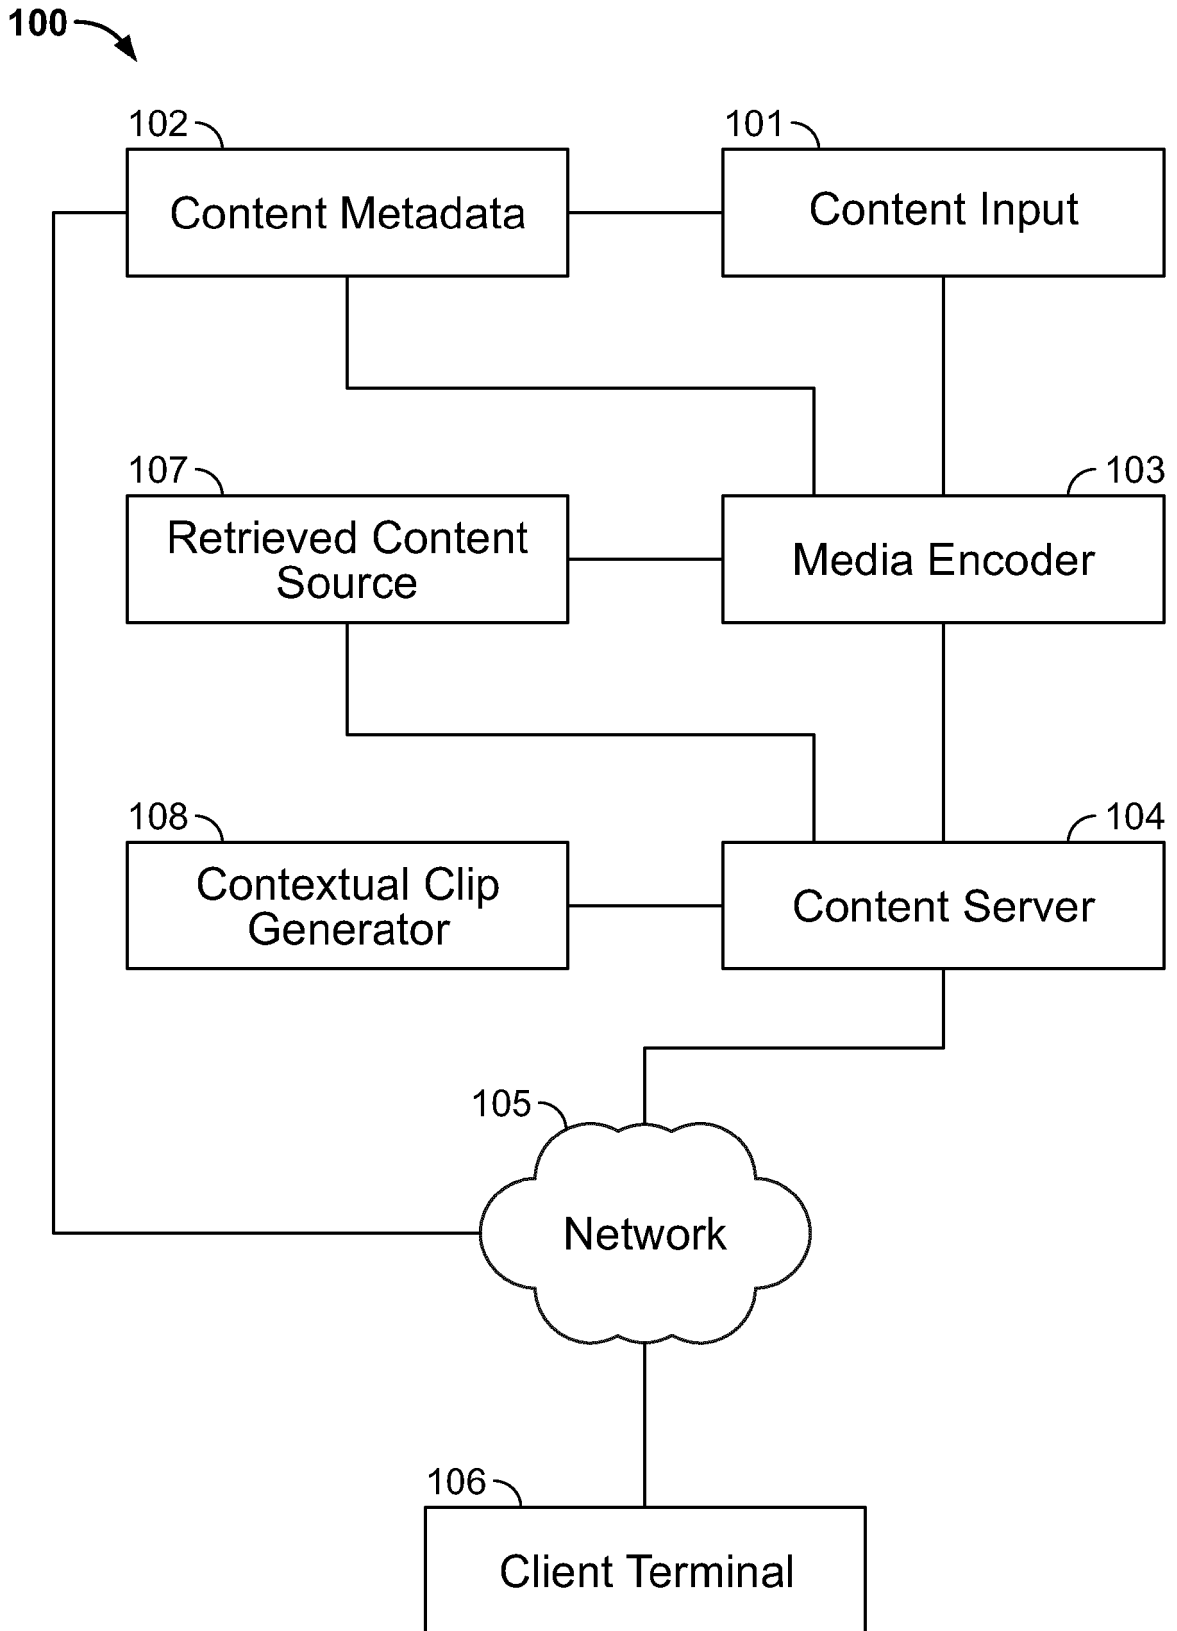 100
102
101
Content Metadata
Content Input
107
103
Retrieved Content
Source
Media Encoder
108
104
Contextual Clip
Generator
Content Server
105
Network
106
Client Terminal